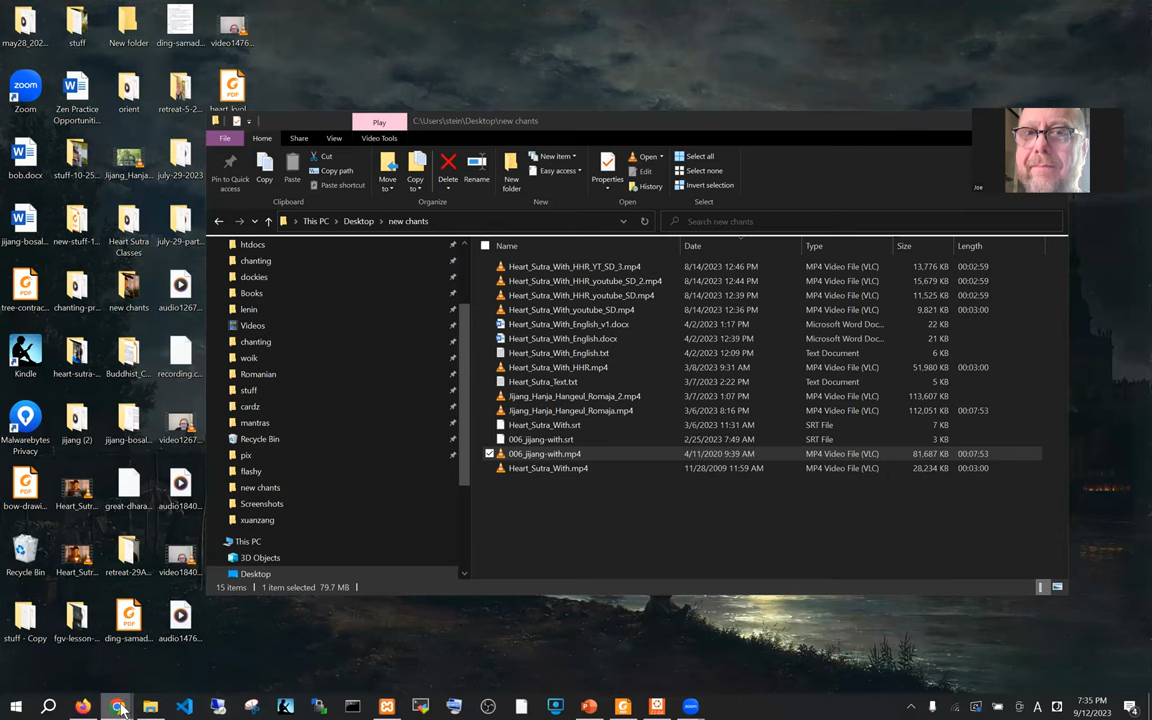 may28_202...
stuff
New folder
ding-samad...
video1476...
zoom
W
PDF
Zoom
Zen Practice
Opportuniti...
orient
retreat-5-2...
heart_kyol...
W
bob.docx
stuff-10-25...
Jijang_Hanja...
july-29-2023
W
jijang-bosal...
new-stuff-1...
Heart Sutra
Classes
july-29-part...
PDF
tree-contrac...
chanting-pr...
new chants
audio1267...
Kindle
heart-sutra-...
Buddhist_C...
recording.c...
Malwarebytes
Privacy
jijang (2)
jijang-bosal...
video1267...
PDF
bow-drawi...
Heart_Sut...
great-dhara...
audio1840...
Recycle Bin
Heart_Sutr...
retreat-29A...
video1840...
PDF
stuff - Copy
fgv-lesson-...
ding-samad...
audio1476...
Play
C:\Users\stein\Desktop\new chants
File
Home
Share
View
Video Tools
Pin to Quick
access
Copy
Paste
Cut
Copy path
Paste shortcut
Clipboard
Move
to
Copy
to
Delete
Rename
Organize
New
folder
New item
Easy access
New
Properties
Open
Edit
History
Open
Select all
Select none
Invert selection
Select
Joe
This PC
Desktop
new chants
Search new chants
htdocs
chanting
dockies
Books
lenin
Videos
chanting
woik
Romanian
stuff
cardz
mantras
Recycle Bin
pix
flashy
new chants
Screenshots
xuanzang
This PC
3D Objects
Desktop
Name Date Type Size Length
Heart_Sutra_With_HHR_YT_SD_3.mp4 8/14/2023 12:46 PM MP4 Video File (VLC) 13,776 KB 00:02:59
Heart_Sutra_With_HHR_youtube_SD_2.mp4 8/14/2023 12:44 PM MP4 Video File (VLC) 15,679 KB 00:02:59
Heart_Sutra_With_HHR_youtube_SD.mp4 8/14/2023 12:39 PM MP4 Video File (VLC) 11,525 KB 00:02:59
Heart_Sutra_With_youtube_SD.mp4 8/14/2023 12:36 PM MP4 Video File (VLC) 9,821 KB 00:03:00
Heart_Sutra_With_English_v1.docx 4/2/2023 1:17 PM Microsoft Word Doc... 22 KB
Heart_Sutra_With_English.docx 4/2/2023 12:39 PM Microsoft Word Doc... 21 KB
Heart_Sutra_With_English.txt 4/2/2023 12:09 PM Text Document 6 KB
Heart_Sutra_With_HHR.mp4 3/8/2023 9:31 AM MP4 Video File (VLC) 51,980 KB 00:03:00
Heart_Sutra_Text.txt 3/7/2023 2:22 PM Text Document 5 KB
Jijang_Hanja_Hangeul_Romaja_2.mp4 3/7/2023 1:07 PM MP4 Video File (VLC) 113,607 KB
Jijang_Hanja_Hangeul_Romaja.mp4 3/6/2023 8:16 PM MP4 Video File (VLC) 112,051 KB 00:07:53
Heart_Sutra_With.srt 3/6/2023 11:31 AM SRT File 7 KB
006_jijang-with.srt 2/25/2023 7:49 AM SRT File 3 KB
006_jijang-with.mp4 4/11/2020 9:39 AM MP4 Video File (VLC) 81,687 KB 00:07:53
Heart_Sutra_With.mp4 11/28/2009 11:59 AM MP4 Video File (VLC) 28,234 KB 00:03:00
15 items
1 item selected 79.7 MB
zoom
A
7:35 PM
9/12/2023
4